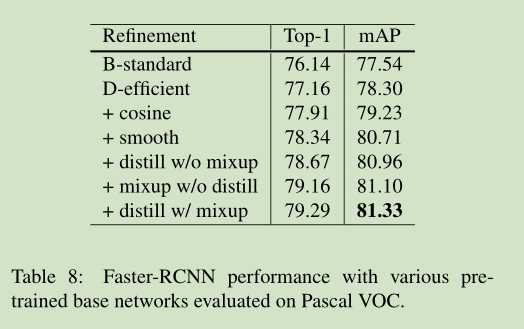 Refinement Top-1 mAP
B-standard 76.14 77.54
D-efficient 77.16 78.30
+ cosine 77.91 79.23
+ smooth 78.34 80.71
+ distill w/o mixup 78.67 80.96
+ mixup w/o distill 79.16 81.10
+ distill w/ mixup 79.29 81.33
Table 8: Faster-RCNN performance with various pre-
trained base networks evaluated on Pascal VOC.